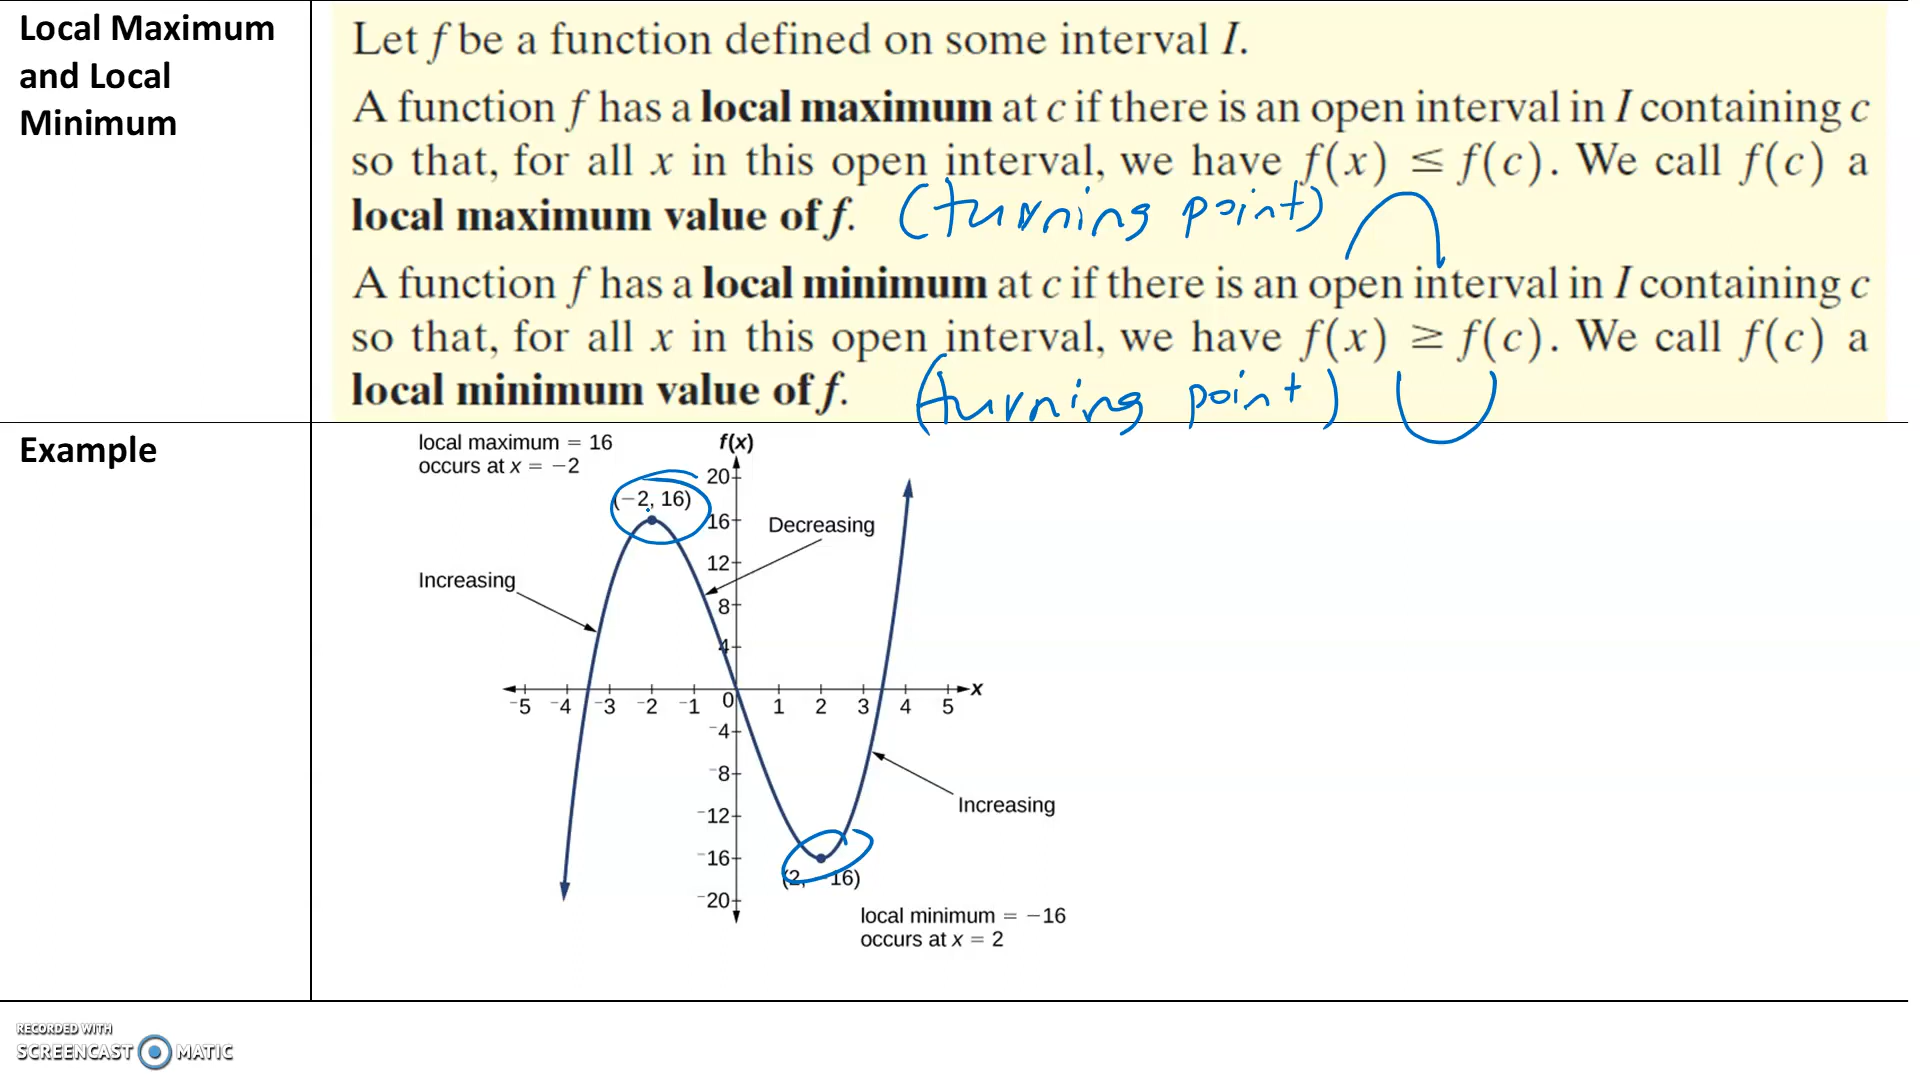 Local Maximum
and Local
Minimum
Let f be a function defined on some interval I.
A function f has a local maximum at c if there is an open interval in I containing c
so that, for all x in this open interval, we have f(x) ≤ f(c). We call f(c) a
local maximum value of f. (turning point)
A function f has a local minimum at c if there is an open interval in I containing c
so that, for all x in this open interval, we have f(x) ≥ f(c). We call f(c) a
local minimum value of f. (turning point)
Example
local maximum = 16
occurs at x = −2
f(x)
20
(−2, 16)
16
Decreasing
12
Increasing
8
4
x
−5 −4 −3 −2 −1 0 1 2 3 4 5
−4
−8
−12
Increasing
−16
(2, −16)
−20
local minimum = −16
occurs at x = 2
RECORDED WITH
SCREENCAST MATIC